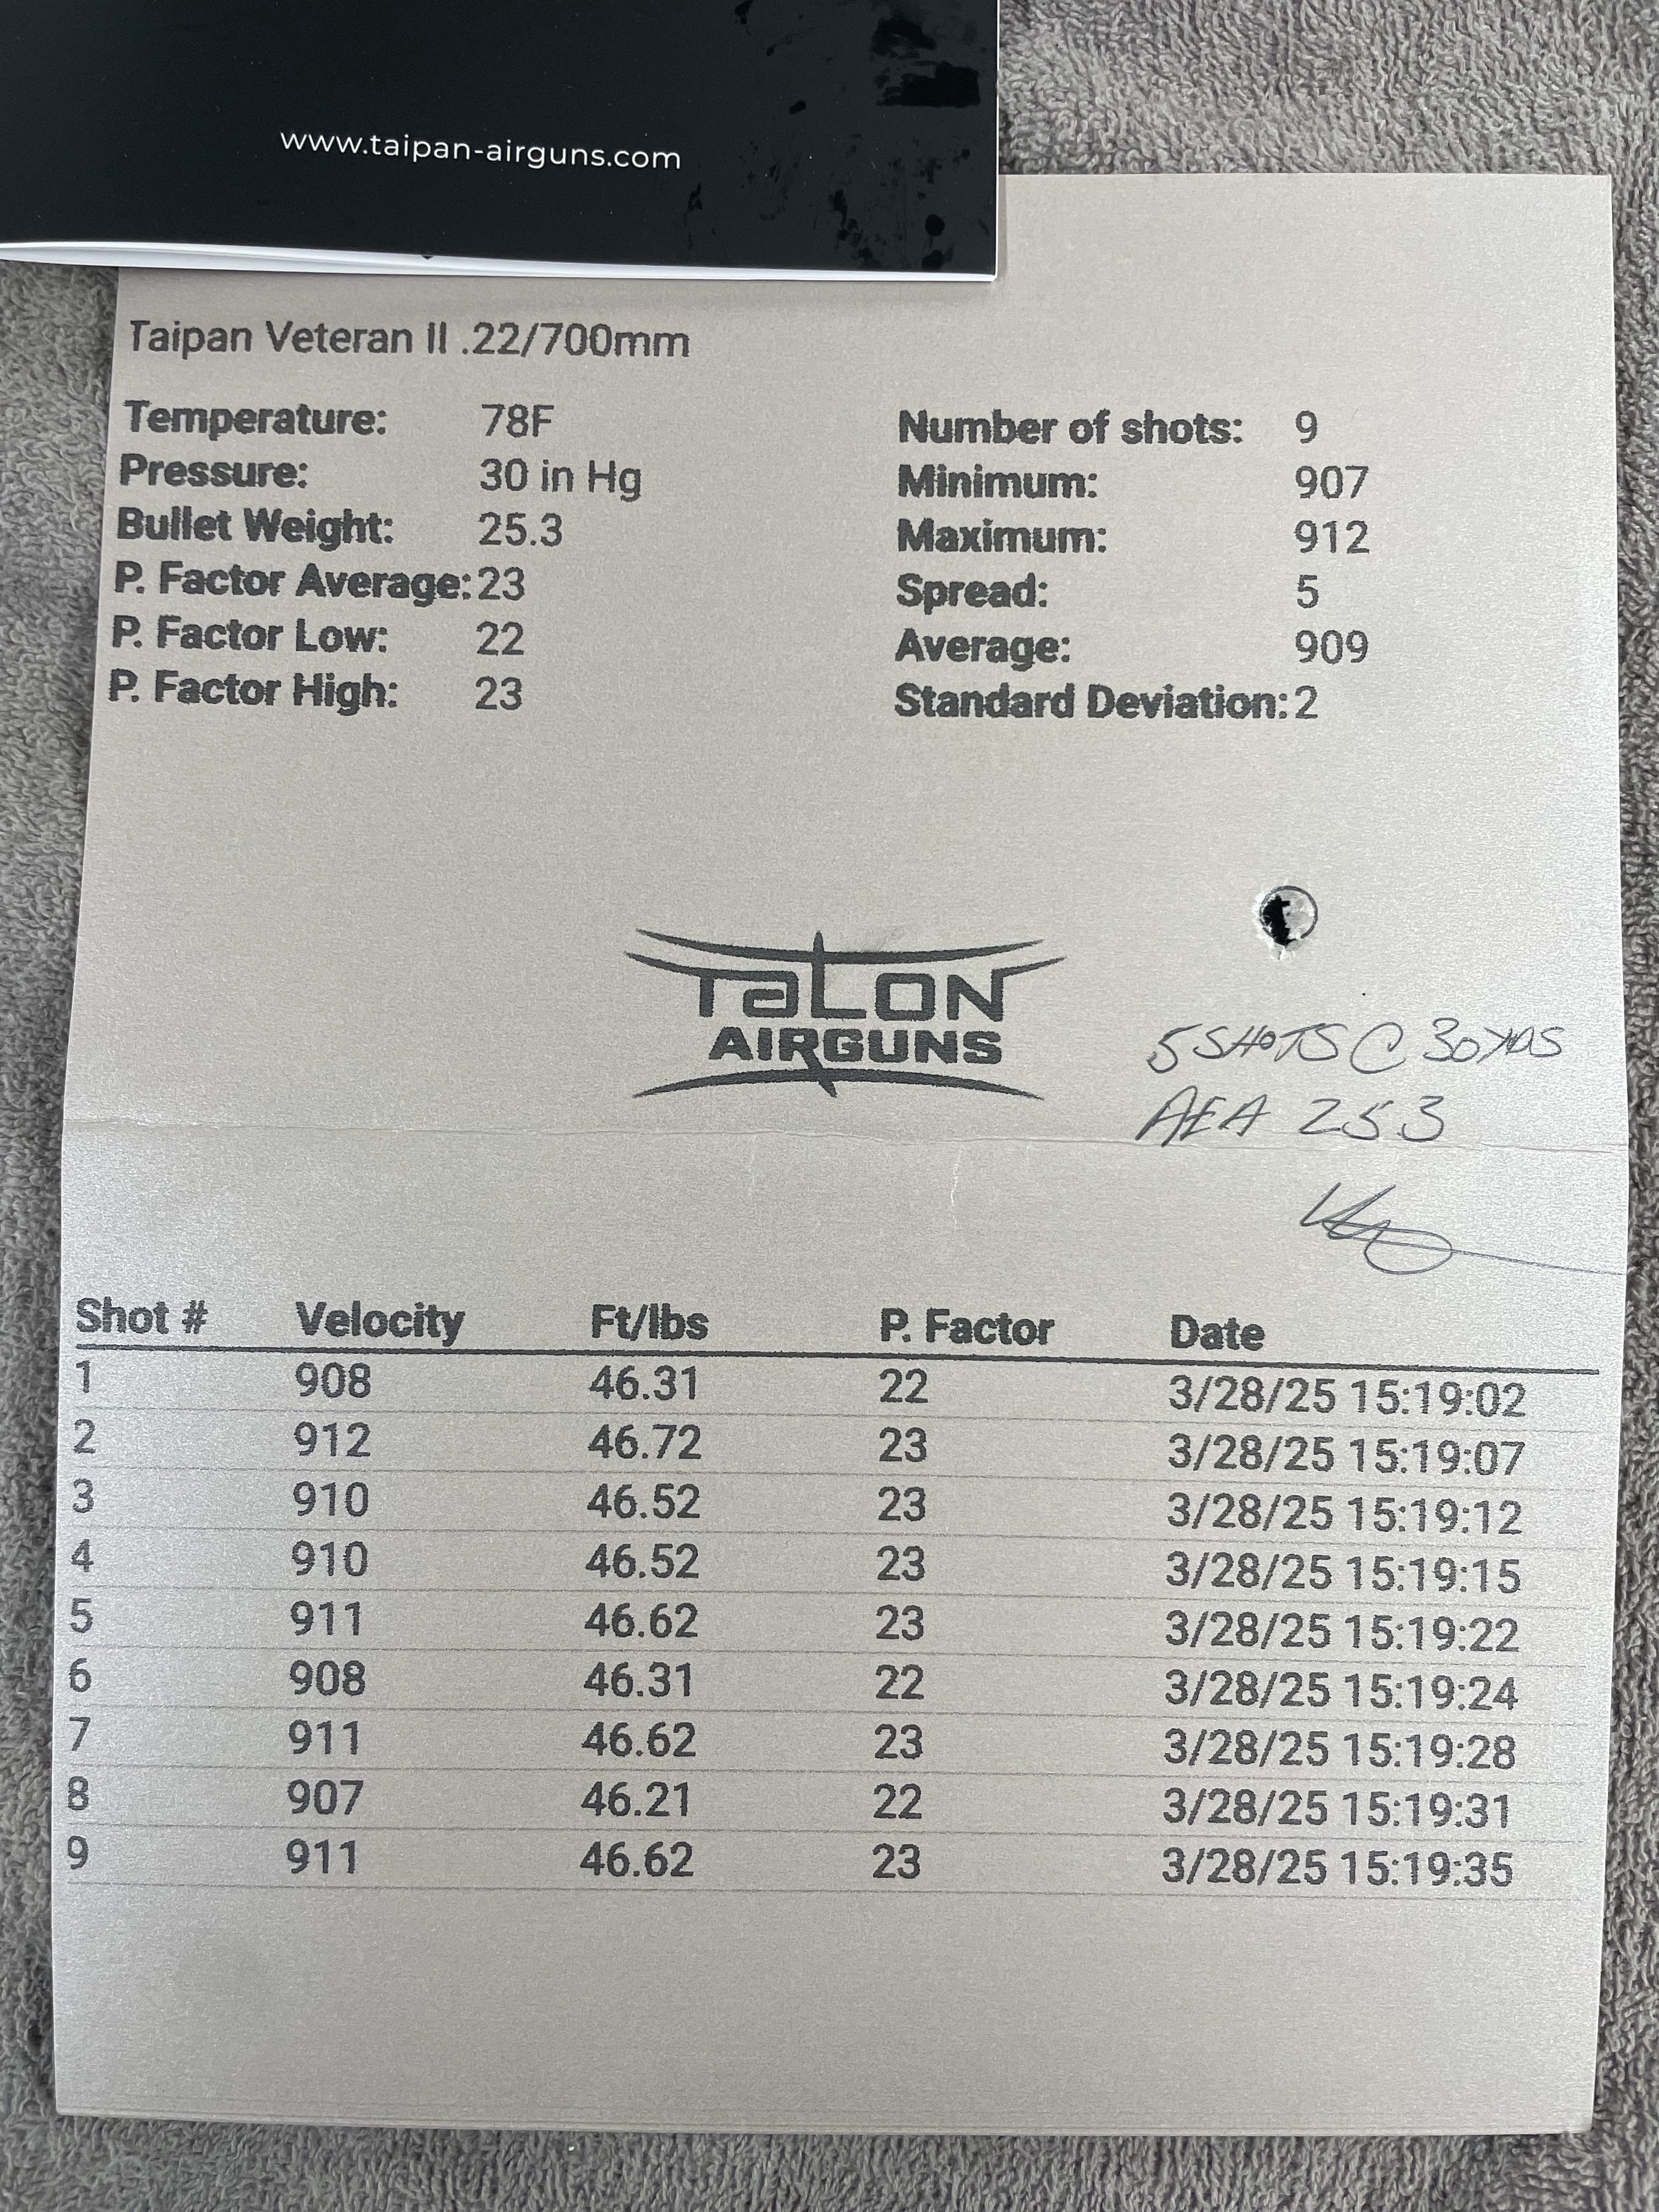 www.taipan-airguns.com
Taipan Veteran II .22/700mm
Temperature: 78F
Pressure: 30 in Hg
Bullet Weight: 25.3
P. Factor Average: 23
P. Factor Low: 22
P. Factor High: 23
Number of shots: 9
Minimum: 907
Maximum: 912
Spread: 5
Average: 909
Standard Deviation: 2
TaLON
AIRGUNS
5 SHOTS @ 30 YDS
AEA 253
Shot # Velocity Ft/lbs P. Factor Date
1 908 46.31 22 3/28/25 15:19:02
2 912 46.72 23 3/28/25 15:19:07
3 910 46.52 23 3/28/25 15:19:12
4 910 46.52 23 3/28/25 15:19:15
5 911 46.62 23 3/28/25 15:19:22
6 908 46.31 22 3/28/25 15:19:24
7 911 46.62 23 3/28/25 15:19:28
8 907 46.21 22 3/28/25 15:19:31
9 911 46.62 23 3/28/25 15:19:35